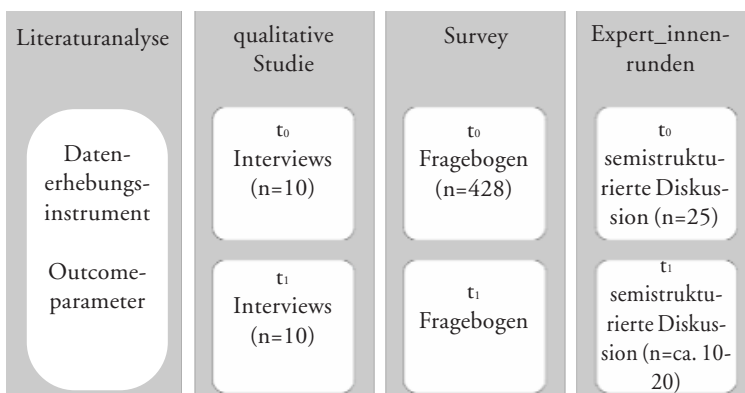 Literaturanalyse
Daten-
erhebungs-
instrument
Outcome-
parameter
qualitative
Studie
t₀
Interviews
(n=10)
t₁
Interviews
(n=10)
Survey
t₀
Fragebogen
(n=428)
t₁
Fragebogen
Expert_innen-
runden
t₀
semistruktu-
rierte Diskus-
sion (n=25)
t₁
semistruktu-
rierte Diskus-
sion (n=ca. 10-
20)